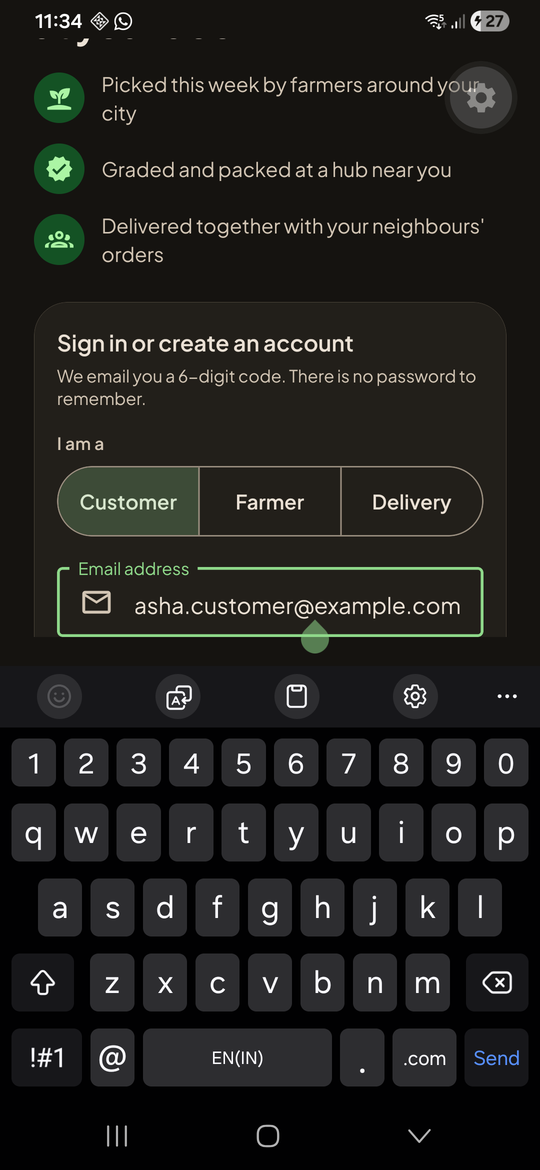 11:34
27
Picked this week by farmers around your
city
Graded and packed at a hub near you
Delivered together with your neighbours'
orders
Sign in or create an account
We email you a 6-digit code. There is no password to
remember.
I am a
Customer Farmer Delivery
Email address
asha.customer@example.com
1 2 3 4 5 6 7 8 9 0
q w e r t y u i o p
a s d f g h j k l
z x c v b n m
!#1 @ EN(IN) . .com Send